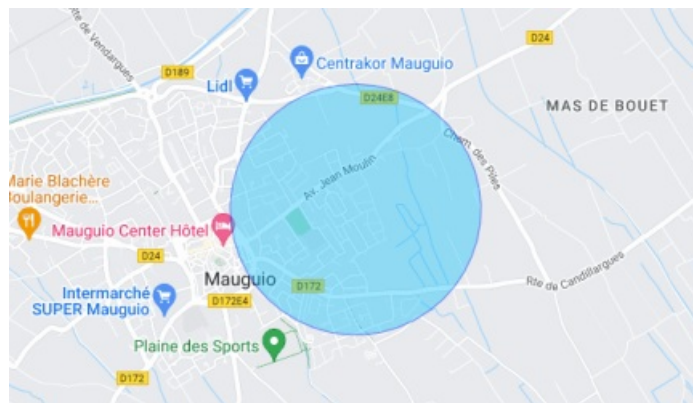 Rte de Vendargues
D189
Lidl
Centrakor Mauguio
D24
D24E8
MAS DE BOUET
Chem. des Piles
Av. Jean Moulin
Marie Blachère
Boulangerie...
Mauguio Center Hôtel
D24
Mauguio
D172
Rte de Candillargues
Intermarché
SUPER Mauguio
D172E4
Plaine des Sports
D172